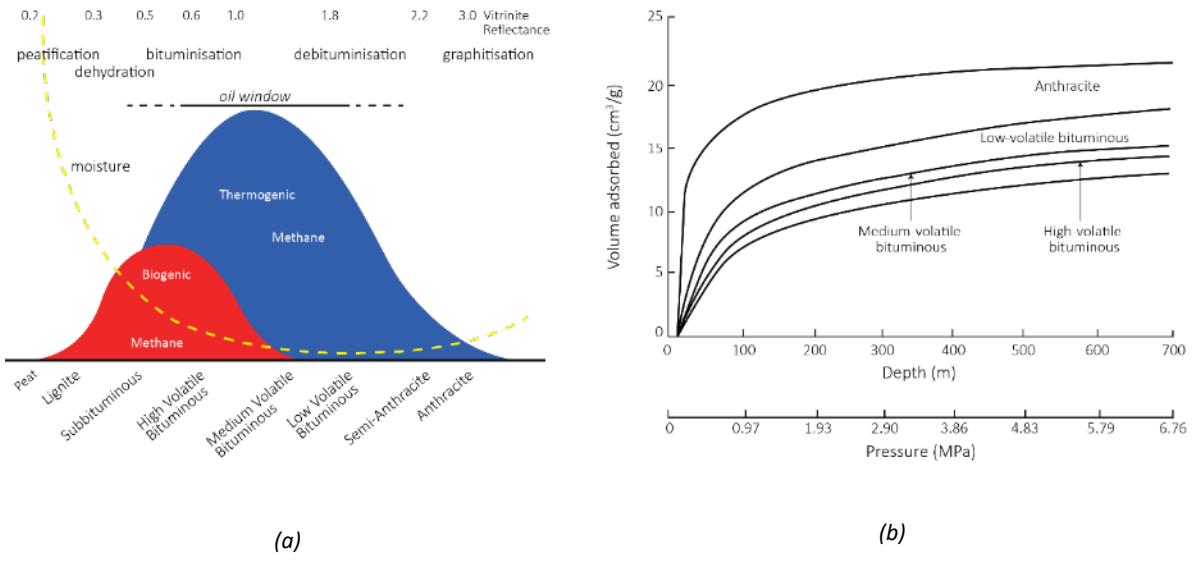 0.2 0.3 0.5 0.6 1.0 1.8 2.2 3.0 Vitrinite
Reflectance
peatification bituminisation debituminisation graphitisation
dehydration
oil window
moisture
Thermogenic
Methane
Biogenic
Methane
Peat
Lignite
Subbituminous
High Volatile
Bituminous
Medium Volatile
Bituminous
Low Volatile
Bituminous
Semi-Anthracite
Anthracite
(a)
Volume adsorbed (cm³/g)
25
20
15
10
5
0
Anthracite
Low-volatile bituminous
Medium-volatile
bituminous
High-volatile
bituminous
0 100 200 300 400 500 600 700
Depth (m)
0 0.97 1.93 2.90 3.86 4.83 5.79 6.76
Pressure (MPa)
(b)